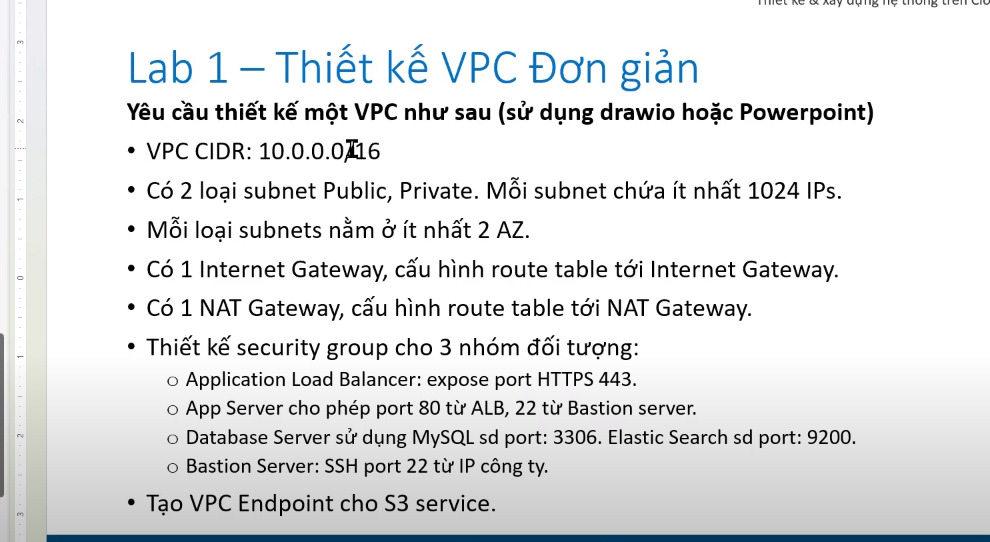 Thiết kế & xây dựng hệ thống trên Clo
Lab 1 – Thiết kế VPC Đơn giản
Yêu cầu thiết kế một VPC như sau (sử dụng drawio hoặc Powerpoint)
• VPC CIDR: 10.0.0.0/16
• Có 2 loại subnet Public, Private. Mỗi subnet chứa ít nhất 1024 IPs.
• Mỗi loại subnets nằm ở ít nhất 2 AZ.
• Có 1 Internet Gateway, cấu hình route table tới Internet Gateway.
• Có 1 NAT Gateway, cấu hình route table tới NAT Gateway.
• Thiết kế security group cho 3 nhóm đối tượng:
o Application Load Balancer: expose port HTTPS 443.
o App Server cho phép port 80 từ ALB, 22 từ Bastion server.
o Database Server sử dụng MySQL sd port: 3306. Elastic Search sd port: 9200.
o Bastion Server: SSH port 22 từ IP công ty.
• Tạo VPC Endpoint cho S3 service.